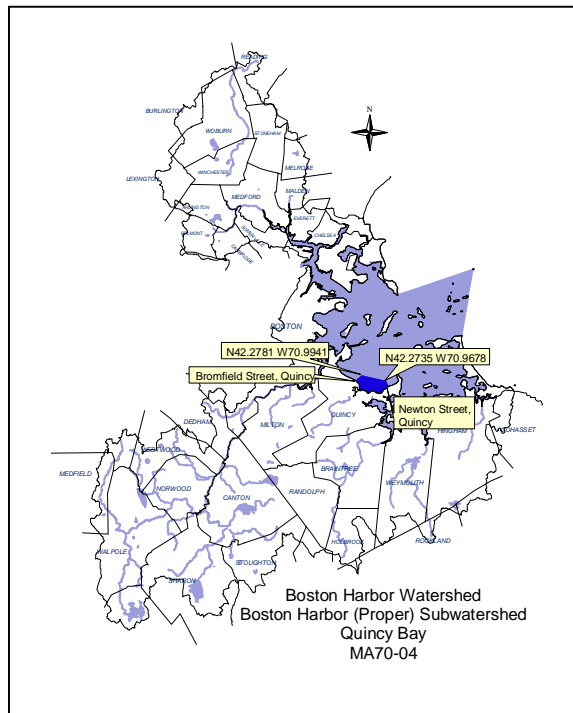 READING
BURLINGTON
WOBURN
STONEHAM
WINCHESTER
MELROSE
LEXINGTON
MEDFORD
MALDEN
EVERETT
CHELSEA
BELMONT
CAMBRIDGE
N
BOSTON
N42.2781 W70.9941
N42.2735 W70.9678
Bromfield Street, Quincy
Newton Street,
Quincy
DEDHAM
MILTON
QUINCY
HINGHAM
MEDFIELD
NORWOOD
CANTON
RANDOLPH
BRAINTREE
WEYMOUTH
WALPOLE
SHARON
STOUGHTON
HOLBROOK
ROCKLAND
Boston Harbor Watershed
Boston Harbor (Proper) Subwatershed
Quincy Bay
MA70-04